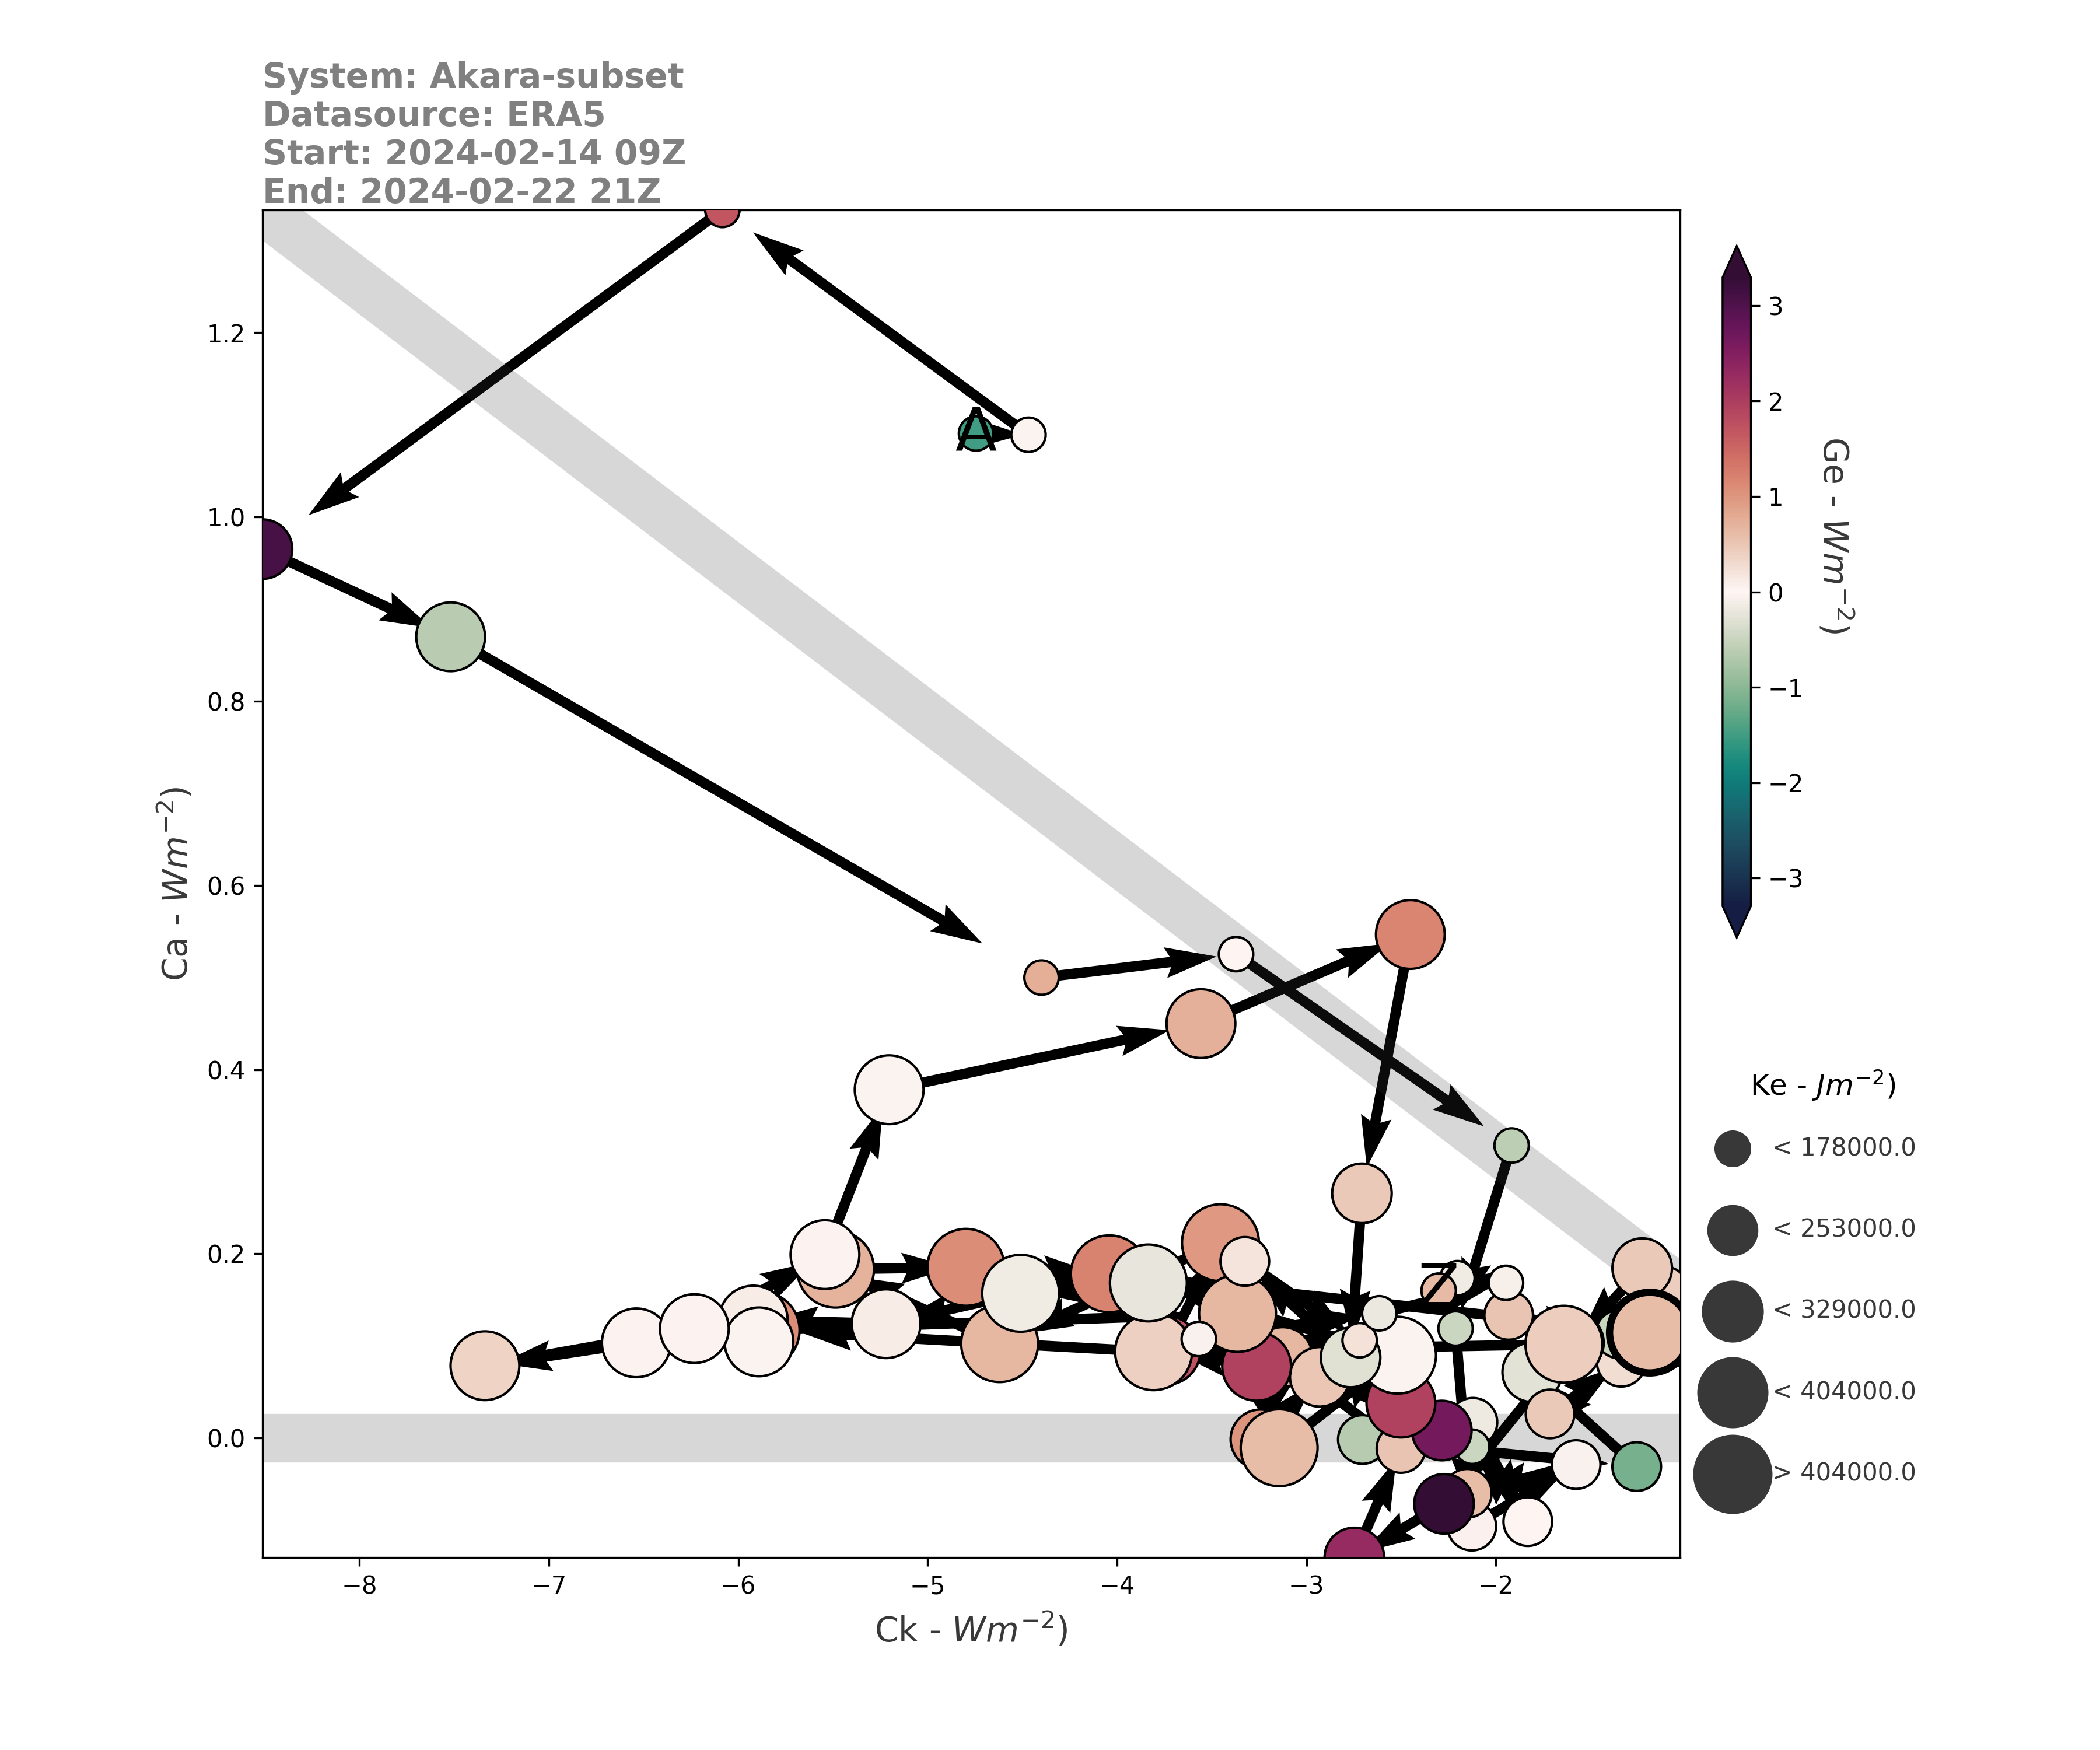 System: Akara-subset
Datasource: ERA5
Start: 2024-02-14 09Z
End: 2024-02-22 21Z
1.2
1.0
0.8
0.6
0.4
0.2
0.0
Ca - Wm⁻²)
A
Z
−8
−7
−6
−5
−4
−3
−2
Ck - Wm⁻²)
3
2
1
0
−1
−2
−3
Ge - Wm⁻²)
Ke - Jm⁻²)
< 178000.0
< 253000.0
< 329000.0
< 404000.0
> 404000.0